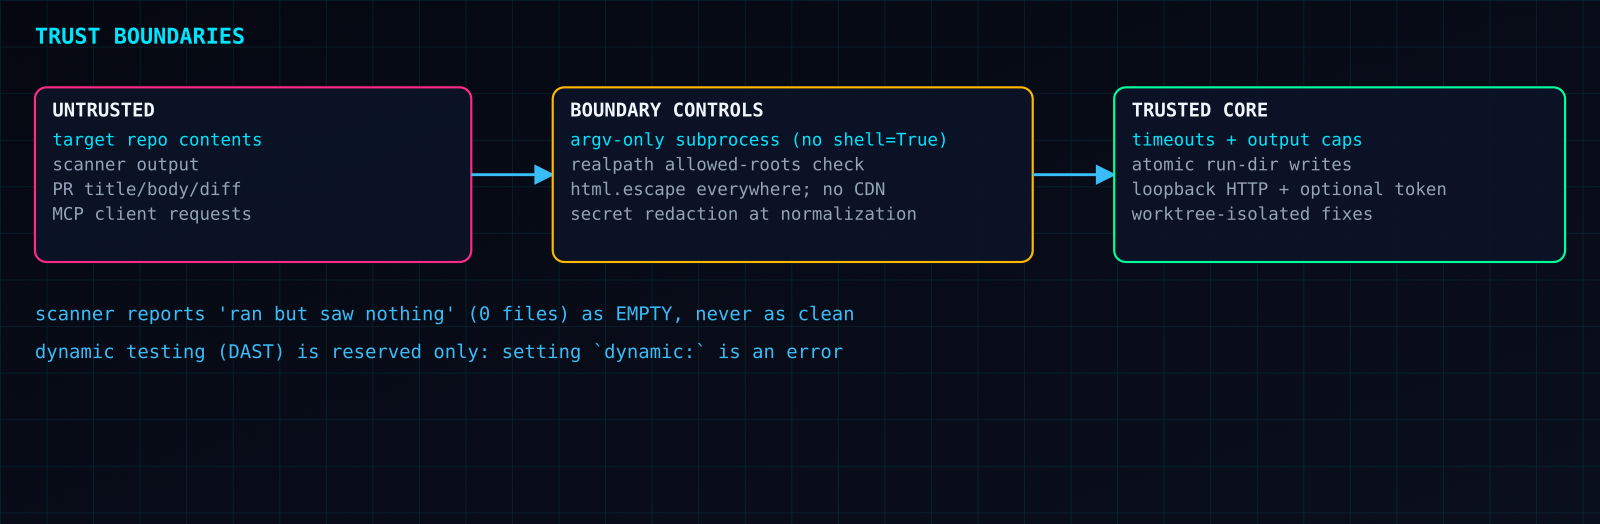 TRUST BOUNDARIES
UNTRUSTED
target repo contents
scanner output
PR title/body/diff
MCP client requests
BOUNDARY CONTROLS
argv-only subprocess (no shell=True)
realpath allowed-roots check
html.escape everywhere; no CDN
secret redaction at normalization
TRUSTED CORE
timeouts + output caps
atomic run-dir writes
loopback HTTP + optional token
worktree-isolated fixes
scanner reports 'ran but saw nothing' (0 files) as EMPTY, never as clean
dynamic testing (DAST) is reserved only: setting `dynamic:` is an error